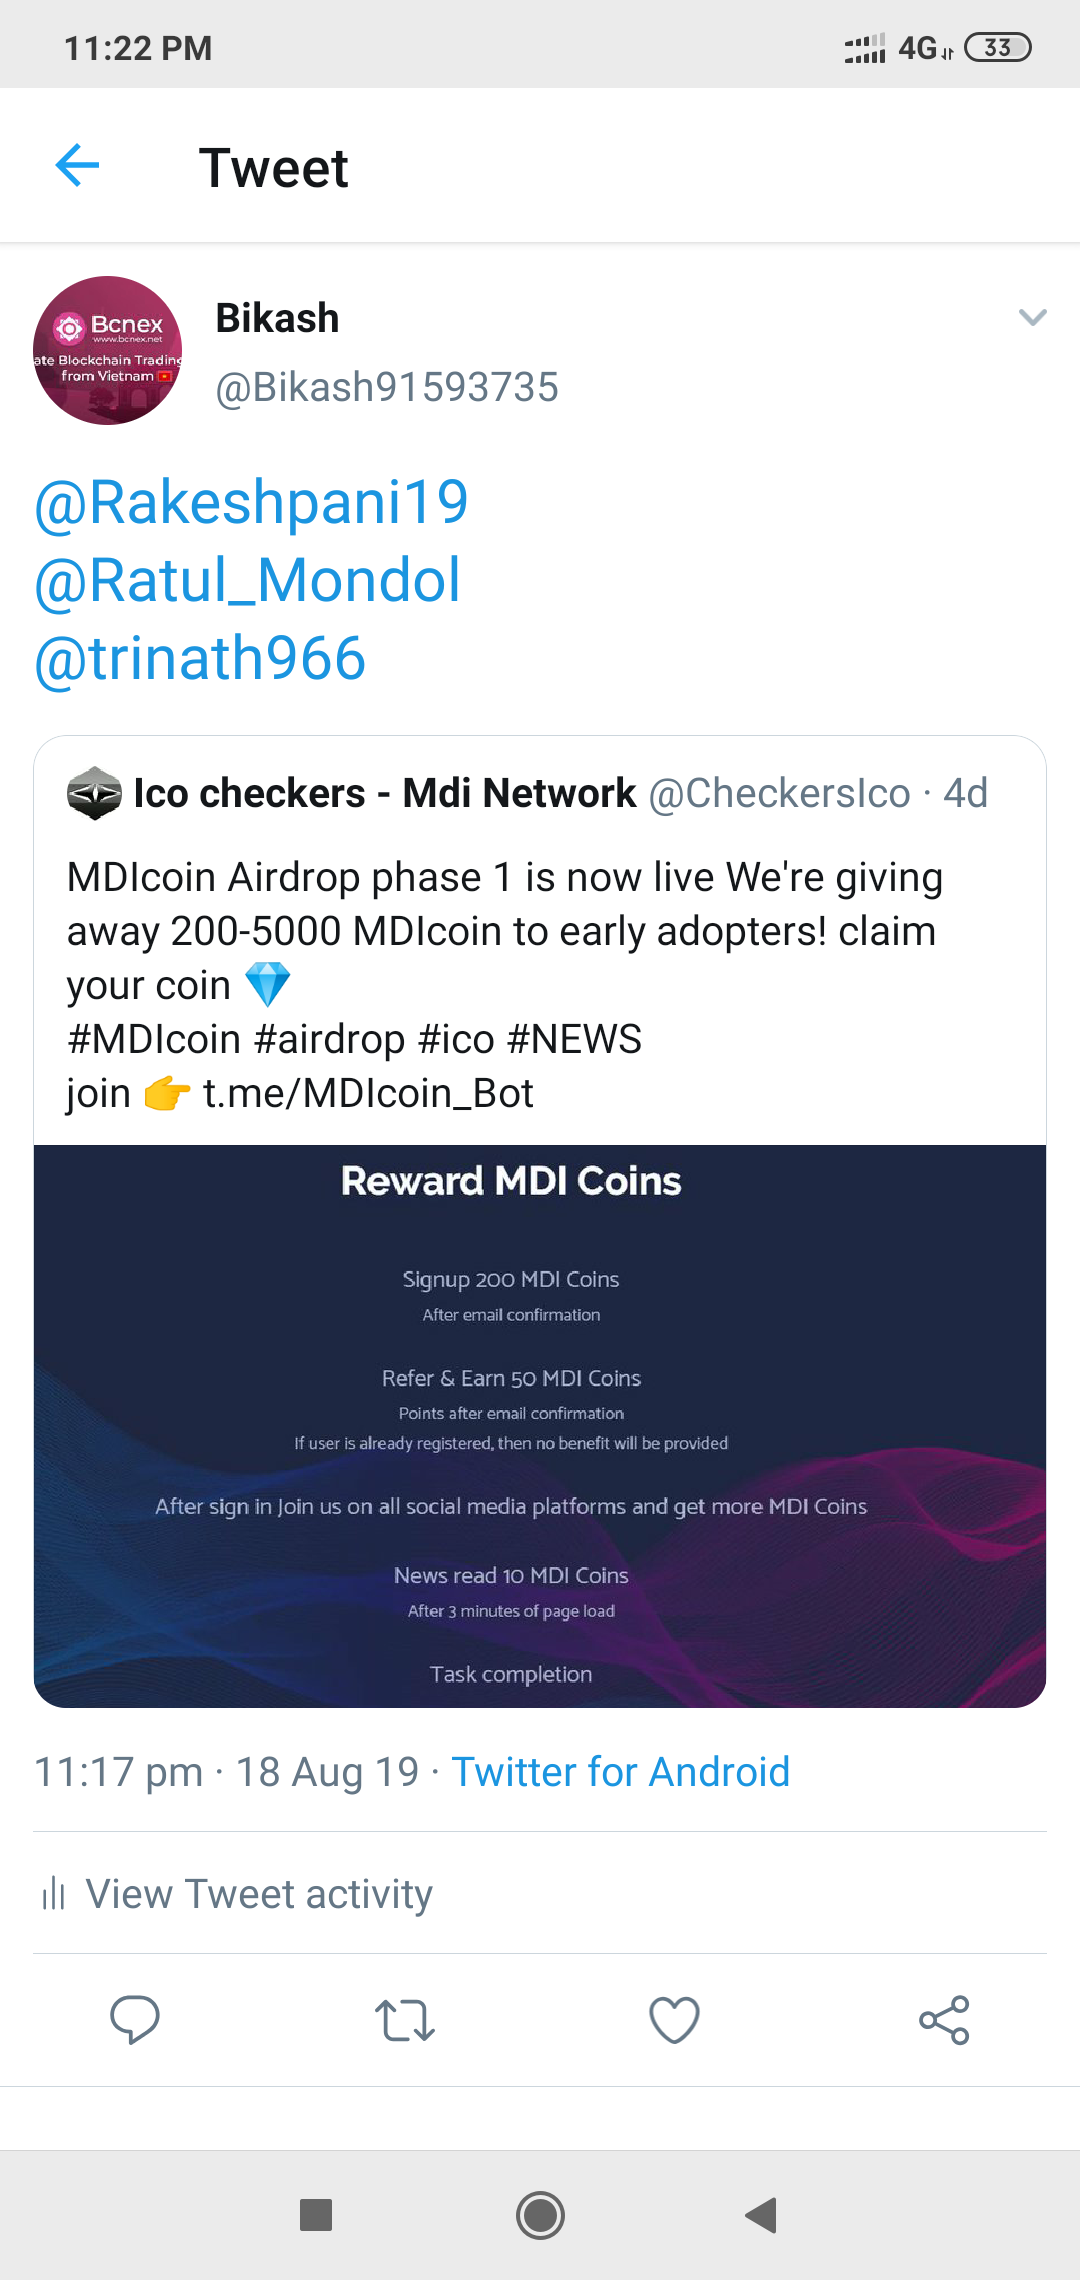 11:22 PM 4G 33
Tweet
Bcnex
www.bcnex.net
ate Blockchain Trading
from Vietnam
Bikash
@Bikash91593735
@Rakeshpani19
@Ratul_Mondol
@trinath966
Ico checkers - Mdi Network @CheckersIco · 4d
MDIcoin Airdrop phase 1 is now live We're giving
away 200-5000 MDIcoin to early adopters! claim
your coin 💎
#MDIcoin #airdrop #ico #NEWS
join 👉 t.me/MDIcoin_Bot
Reward MDI Coins
Signup 200 MDI Coins
After email confirmation
Refer & Earn 50 MDI Coins
Points after email confirmation
If user is already registered, then no benefit will be provided
After sign in Join us on all social media platforms and get more MDI Coins
News read 10 MDI Coins
After 3 minutes of page load
Task completion
11:17 pm · 18 Aug 19 · Twitter for Android
View Tweet activity